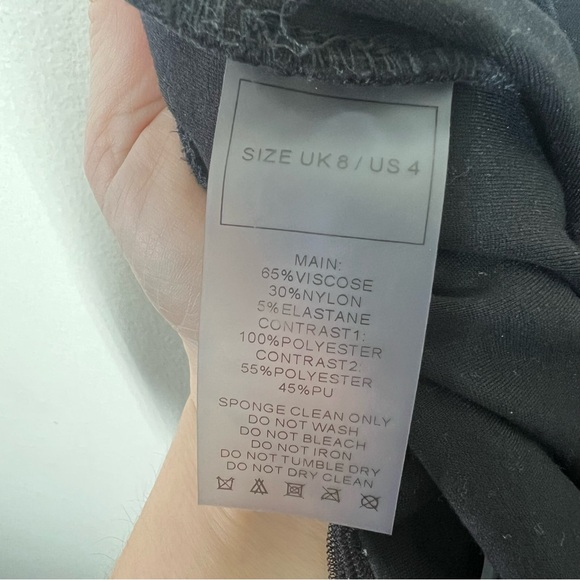 SIZE UK 8 / US 4
MAIN:
65%VISCOSE
30%NYLON
5%ELASTANE
CONTRAST1:
100%POLYESTER
CONTRAST2:
55%POLYESTER
45%PU
SPONGE CLEAN ONLY
DO NOT WASH
DO NOT BLEACH
DO NOT IRON
DO NOT TUMBLE DRY
DO NOT DRY CLEAN